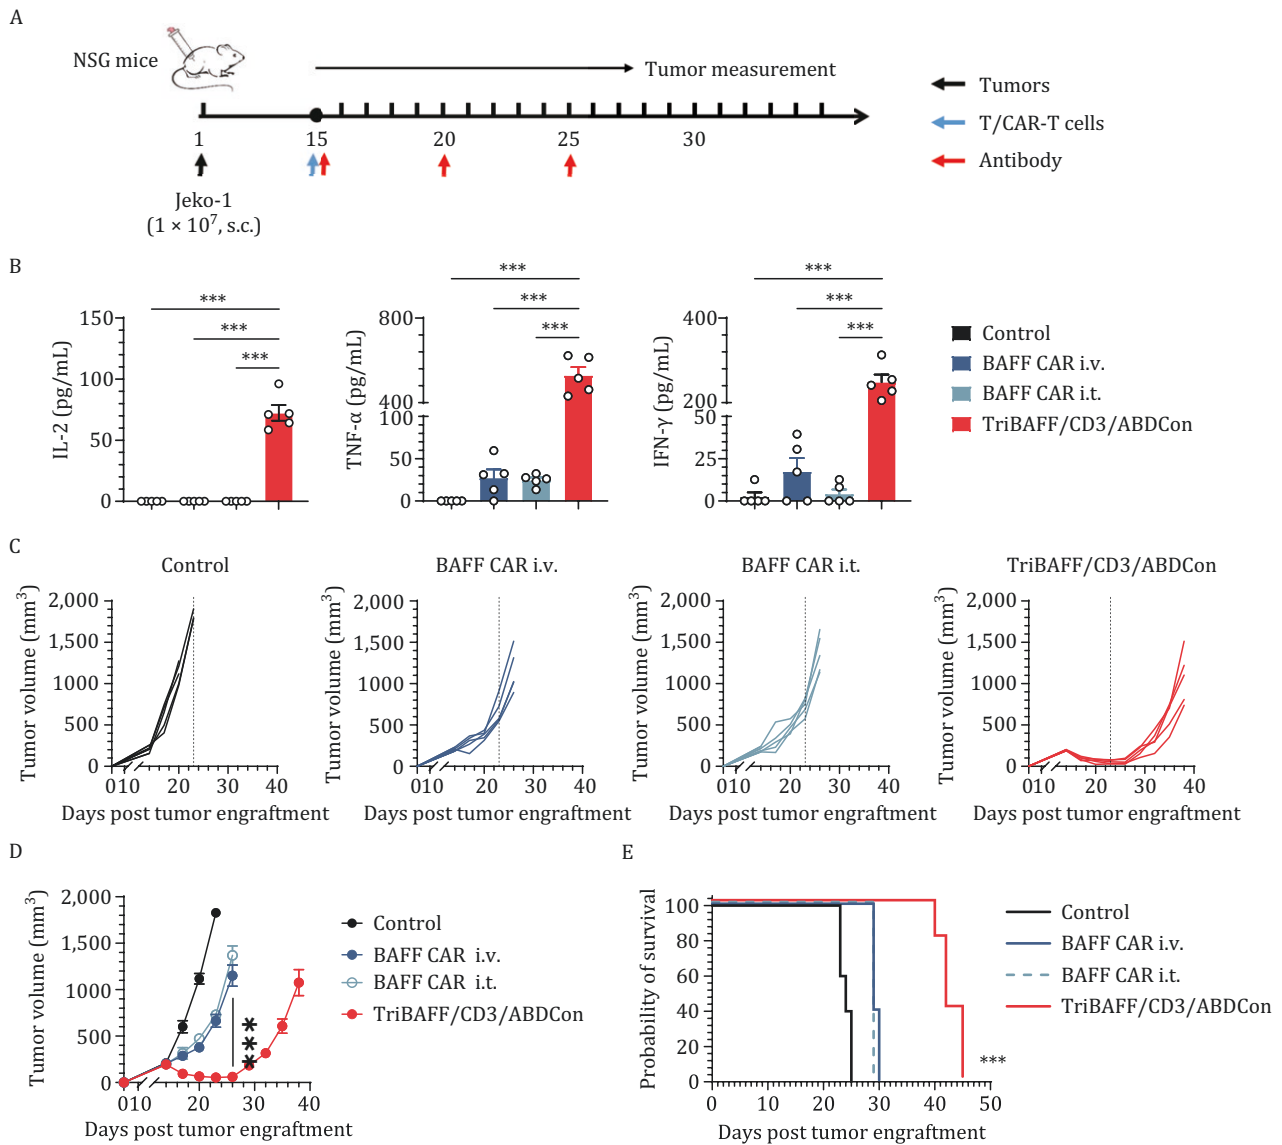 A
NSG mice
Tumor measurement
1 15 20 25 30
Jeko-1
(1 × 10⁷, s.c.)
Tumors
T/CAR-T cells
Antibody
B
IL-2 (pg/mL)
150
100
50
0
***
***
***
TNF-α (pg/mL)
800
400
100
50
0
***
***
***
IFN-γ (pg/mL)
400
200
50
25
0
***
***
***
Control
BAFF CAR i.v.
BAFF CAR i.t.
TriBAFF/CD3/ABDCon
C
Control
Tumor volume (mm³)
2,000
1,500
1000
500
0
010 20 30 40
Days post tumor engraftment
BAFF CAR i.v.
Tumor volume (mm³)
2,000
1,500
1000
500
0
010 20 30 40
Days post tumor engraftment
BAFF CAR i.t.
Tumor volume (mm³)
2,000
1,500
1000
500
0
010 20 30 40
Days post tumor engraftment
TriBAFF/CD3/ABDCon
Tumor volume (mm³)
2,000
1,500
1000
500
0
010 20 30 40
Days post tumor engraftment
D
Tumor volume (mm³)
2,000
1,500
1000
500
0
010 20 30 40
Days post tumor engraftment
***
Control
BAFF CAR i.v.
BAFF CAR i.t.
TriBAFF/CD3/ABDCon
E
Probability of survival
100
80
60
40
20
0
0 10 20 30 40 50
Days post tumor engraftment
***
Control
BAFF CAR i.v.
BAFF CAR i.t.
TriBAFF/CD3/ABDCon